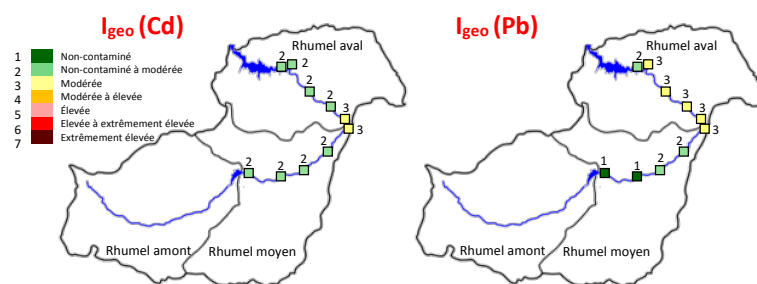 I geo (Cd)
1 Non-contaminé
2 Non-contaminé à modérée
3 Modérée
4 Modérée à élevée
5 Élevée
6 Elevée à extrêmement élevée
7 Extrêmement élevée
Rhumel aval
2
2
2
2
3
3
2
2
2
2
Rhumel amont
Rhumel moyen
I geo (Pb)
Rhumel aval
2
3
3
3
3
3
2
2
1
1
Rhumel amont
Rhumel moyen